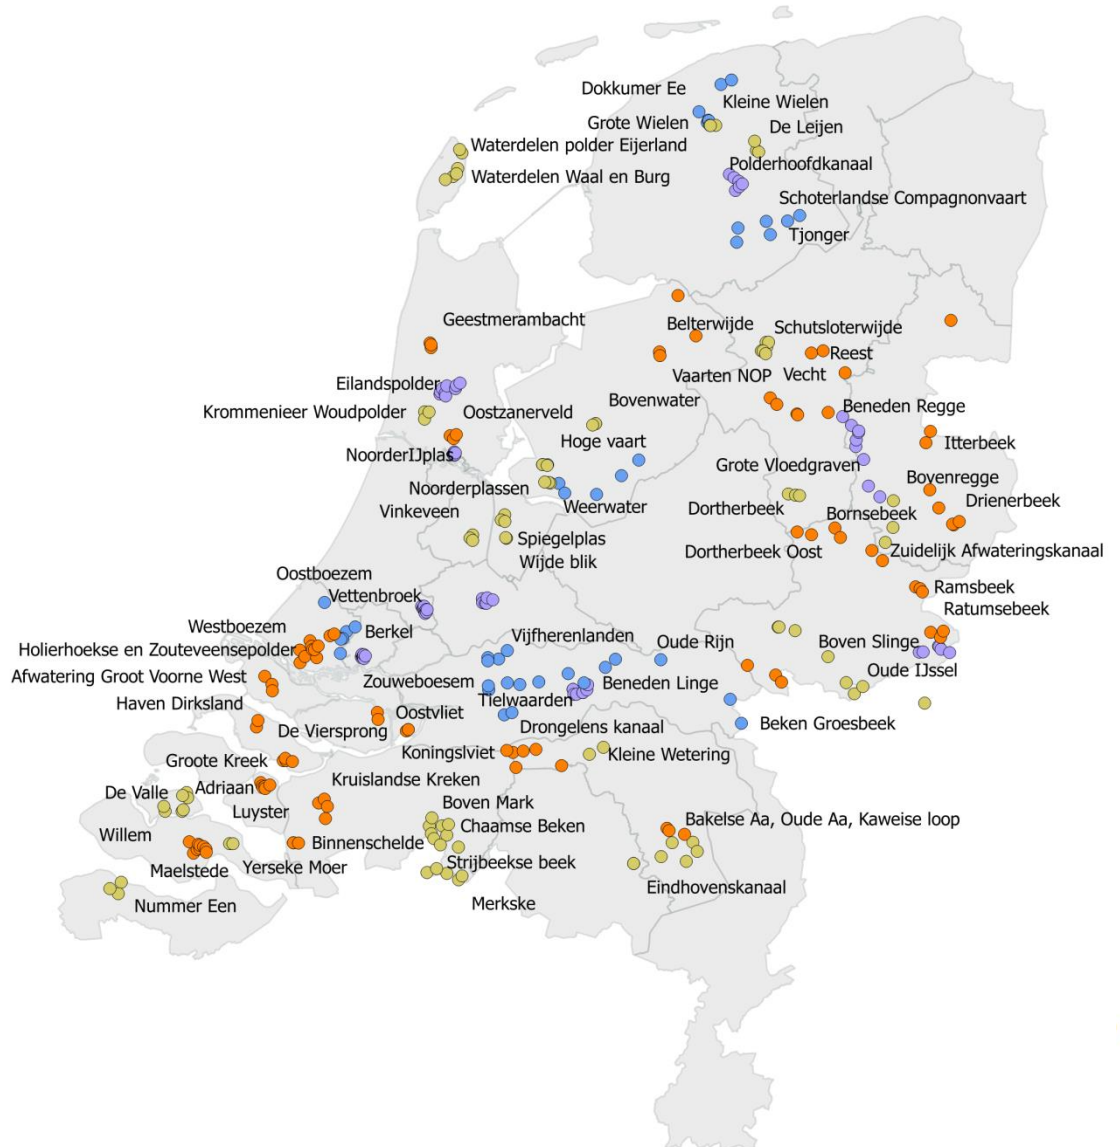 Dokkumer Ee
Kleine Wielen
Grote Wielen
De Leijen
Waterdelen polder Eijerland
Polderhoofdkanaal
Waterdelen Waal en Burg
Schoterlandse Compagnonvaart
Tjonger
Geestmerambacht
Belterwijde
Schutsloterwijde
Reest
Vaarten NOP
Vecht
Eilandspolder
Bovenwater
Beneden Regge
Krommenieer Woudpolder
Oostzanerveld
Hoge vaart
Itterbeek
NoorderIJplas
Grote Vloedgraven
Bovenregge
Noorderplassen
Drienerbeek
Weerwater
Dortherbeek
Bornsebeek
Vinkeveen
Spiegelplas
Dortherbeek Oost
Zuidelijk Afwateringskanaal
Wijde blik
Oostboezem
Ramsbeek
Vettenbroek
Ratumsebeek
Westboezem
Berkel
Vijfherenlanden
Oude Rijn
Boven Slinge
Holierhoekse en Zouteveensepolder
Oude IJssel
Afwatering Groot Voorne West
Zouweboesem
Beneden Linge
Haven Dirksland
Tielwaarden
Oostvliet
De Viersprong
Drongelens kanaal
Beken Groesbeek
Koningslviet
Kleine Wetering
Groote Kreek
Kruislandse Kreken
De Valle
Adriaan
Luyster
Boven Mark
Bakelse Aa, Oude Aa, Kaweise loop
Chaamse Beken
Willem
Binnenschelde
Strijbeekse beek
Maelstede
Yerseke Moer
Eindhovenskanaal
Merkske
Nummer Een